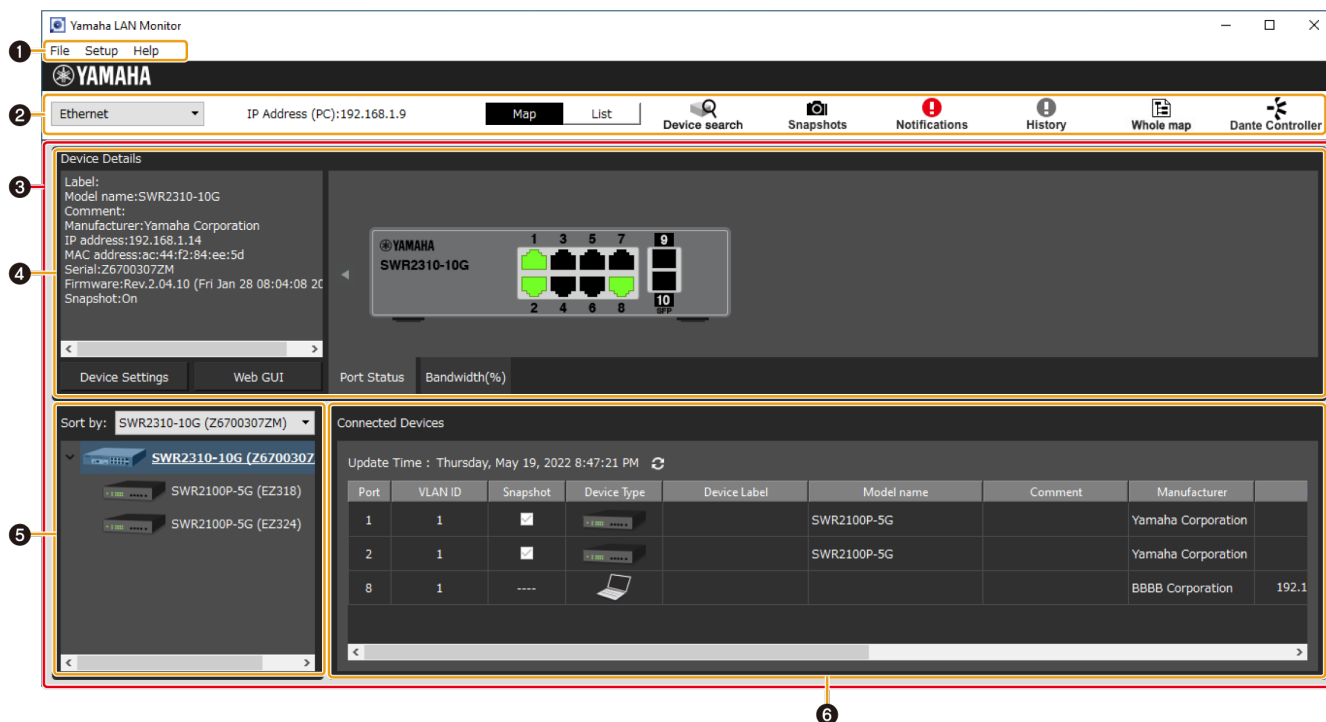 Yamaha LAN Monitor
1
File Setup Help
YAMAHA
2
Ethernet IP Address (PC):192.168.1.9 Map List Device search Snapshots Notifications History Whole map Dante Controller
3
Device Details
Label:
Model name:SWR2310-10G
Comment:
Manufacturer:Yamaha Corporation
IP address:192.168.1.14
MAC address:ac:44:f2:84:ee:5d
Serial:Z6700307ZM
Firmware:Rev.2.04.10 (Fri Jan 28 08:04:08 20
Snapshot:On
4
YAMAHA
SWR2310-10G
1 3 5 7 9
2 4 6 8 10
SFP
Device Settings Web GUI Port Status Bandwidth(%)
5
Sort by: SWR2310-10G (Z6700307ZM)
SWR2310-10G (Z6700307
SWR2100P-5G (EZ318)
SWR2100P-5G (EZ324)
Connected Devices
Update Time : Thursday, May 19, 2022 8:47:21 PM
Port VLAN ID Snapshot Device Type Device Label Model name Comment Manufacturer
1 1 SWR2100P-5G Yamaha Corporation
2 1 SWR2100P-5G Yamaha Corporation
8 1 ---- BBBB Corporation 192.1
6